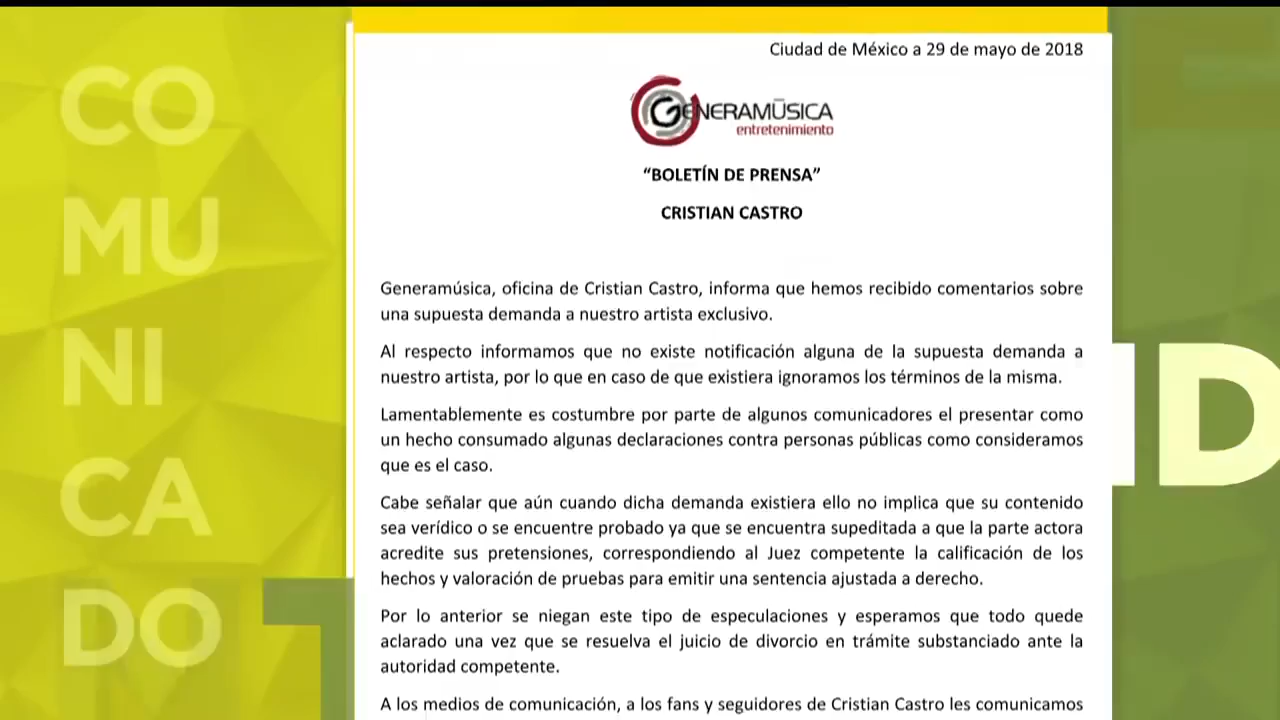 CO
MU
NI
CA
DO
Ciudad de México a 29 de mayo de 2018
GENERAMŪSICA
entretenimiento
“BOLETÍN DE PRENSA”
CRISTIAN CASTRO
Generamúsica, oficina de Cristian Castro, informa que hemos recibido comentarios sobre
una supuesta demanda a nuestro artista exclusivo.
Al respecto informamos que no existe notificación alguna de la supuesta demanda a
nuestro artista, por lo que en caso de que existiera ignoramos los términos de la misma.
Lamentablemente es costumbre por parte de algunos comunicadores el presentar como
un hecho consumado algunas declaraciones contra personas públicas como consideramos
que es el caso.
Cabe señalar que aún cuando dicha demanda existiera ello no implica que su contenido
sea verídico o se encuentre probado ya que se encuentra supeditada a que la parte actora
acredite sus pretensiones, correspondiendo al Juez competente la calificación de los
hechos y valoración de pruebas para emitir una sentencia ajustada a derecho.
Por lo anterior se niegan este tipo de especulaciones y esperamos que todo quede
aclarado una vez que se resuelva el juicio de divorcio en trámite substanciado ante la
autoridad competente.
A los medios de comunicación, a los fans y seguidores de Cristian Castro les comunicamos